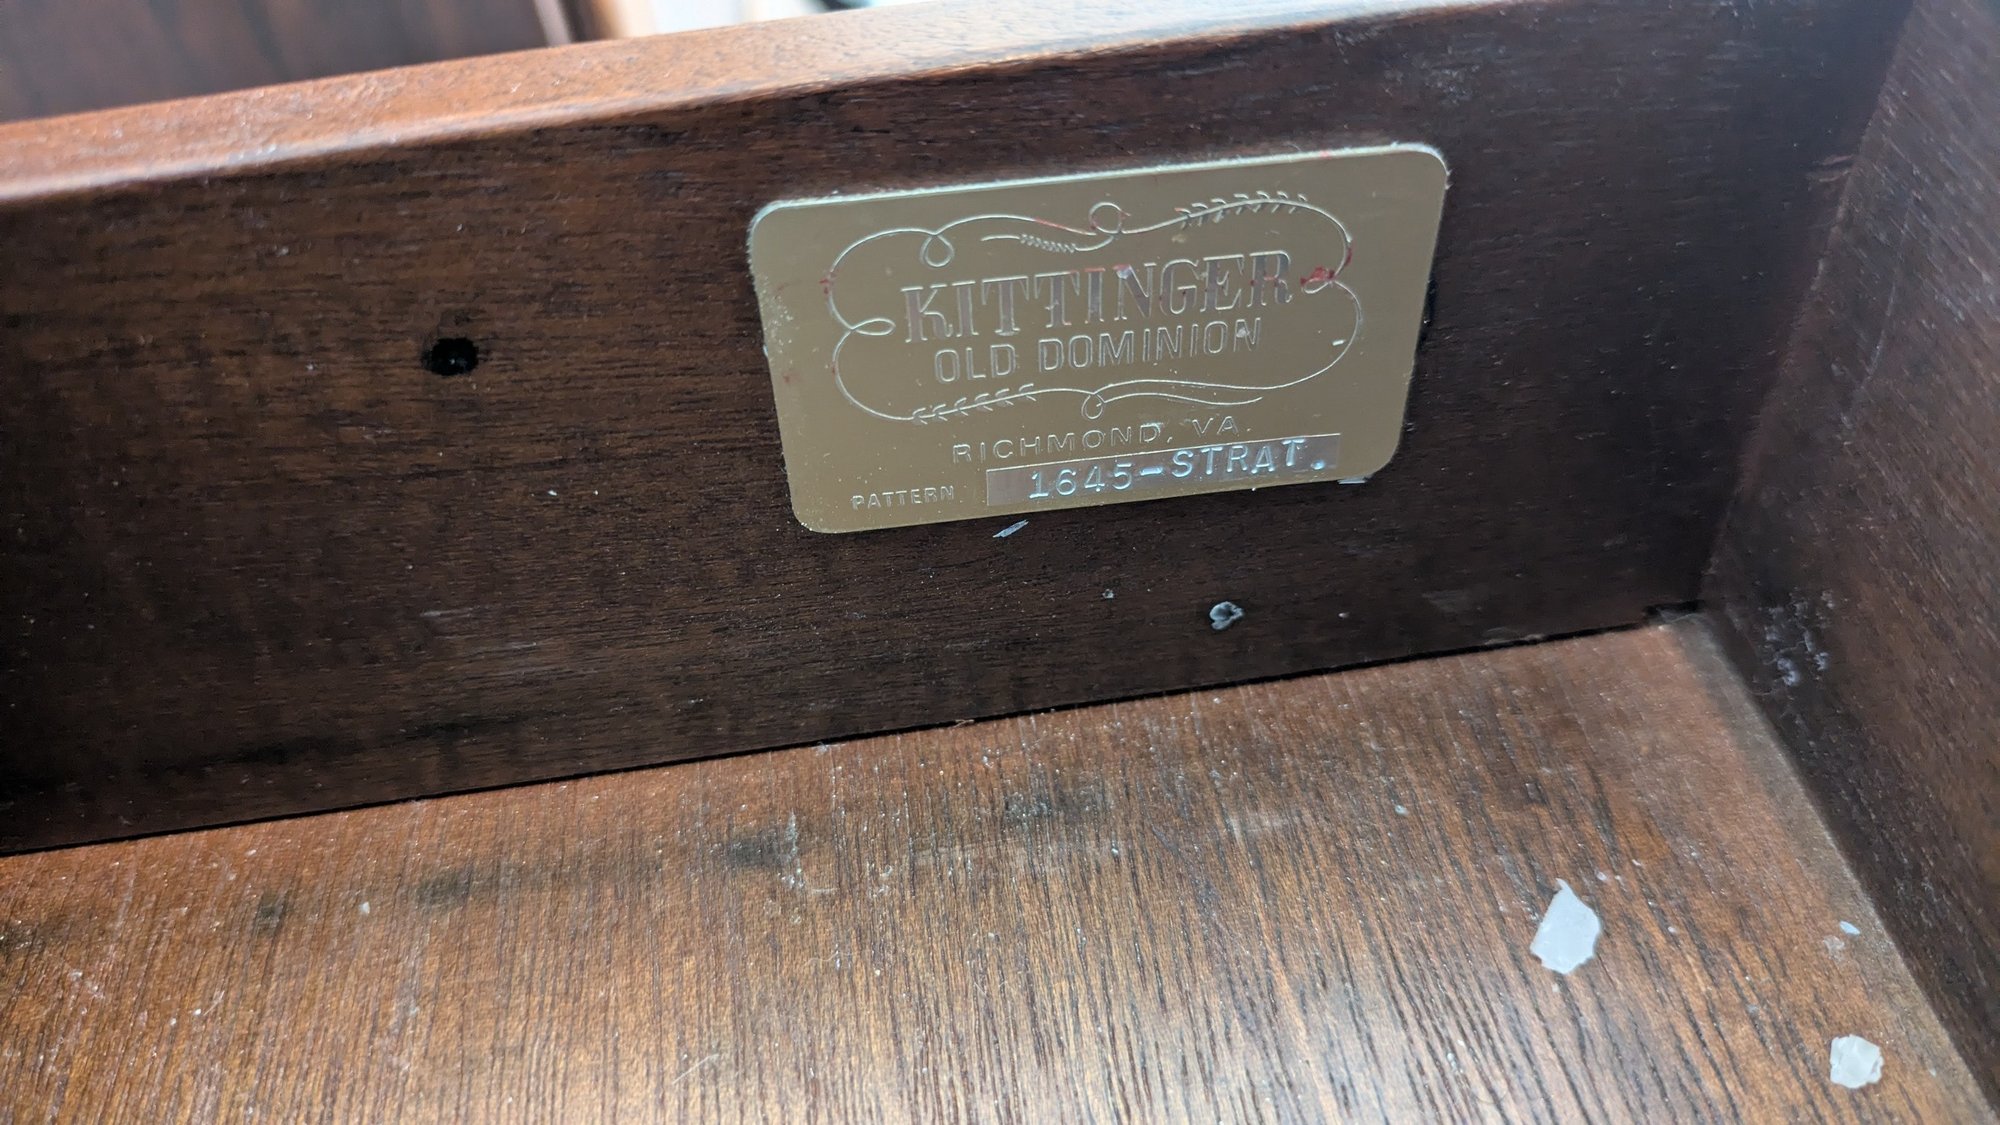 KITTINGER
OLD DOMINION
RICHMOND, VA.
PATTERN 1645-STRAT.